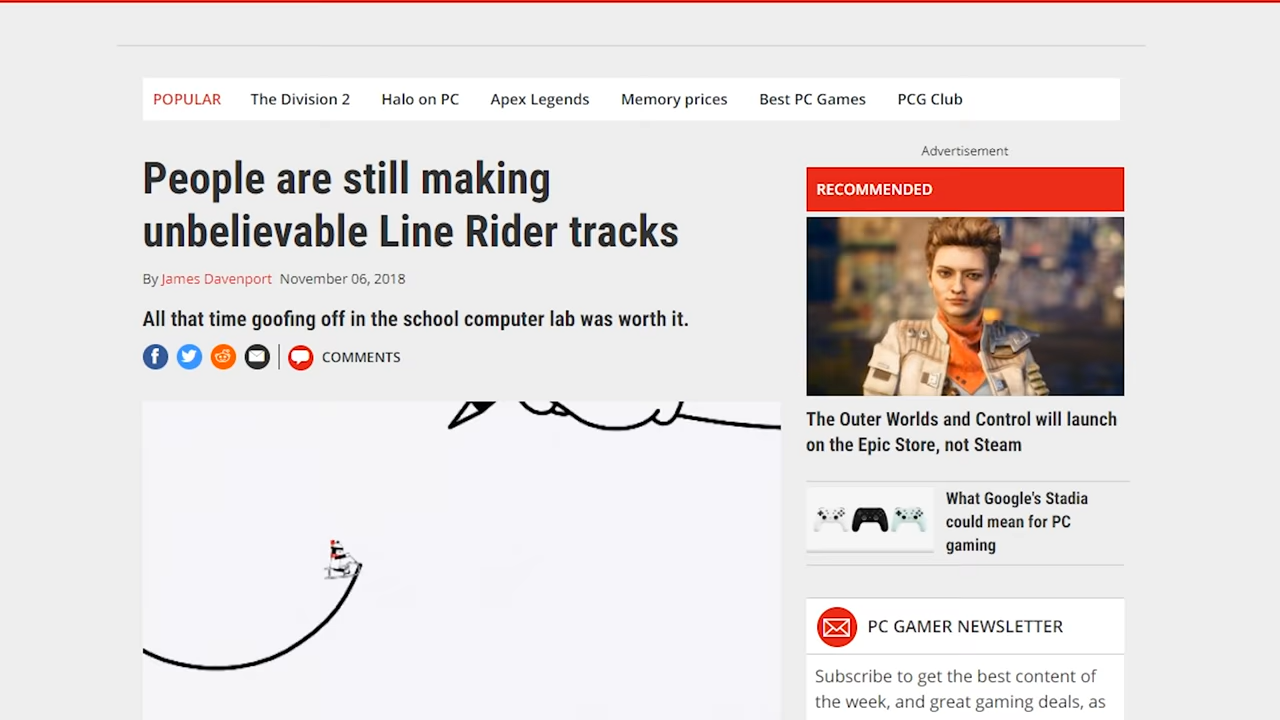 POPULAR The Division 2 Halo on PC Apex Legends Memory prices Best PC Games PCG Club
People are still making
unbelievable Line Rider tracks
By James Davenport November 06, 2018
All that time goofing off in the school computer lab was worth it.
COMMENTS
Advertisement
RECOMMENDED
The Outer Worlds and Control will launch
on the Epic Store, not Steam
What Google's Stadia
could mean for PC
gaming
PC GAMER NEWSLETTER
Subscribe to get the best content of
the week, and great gaming deals, as